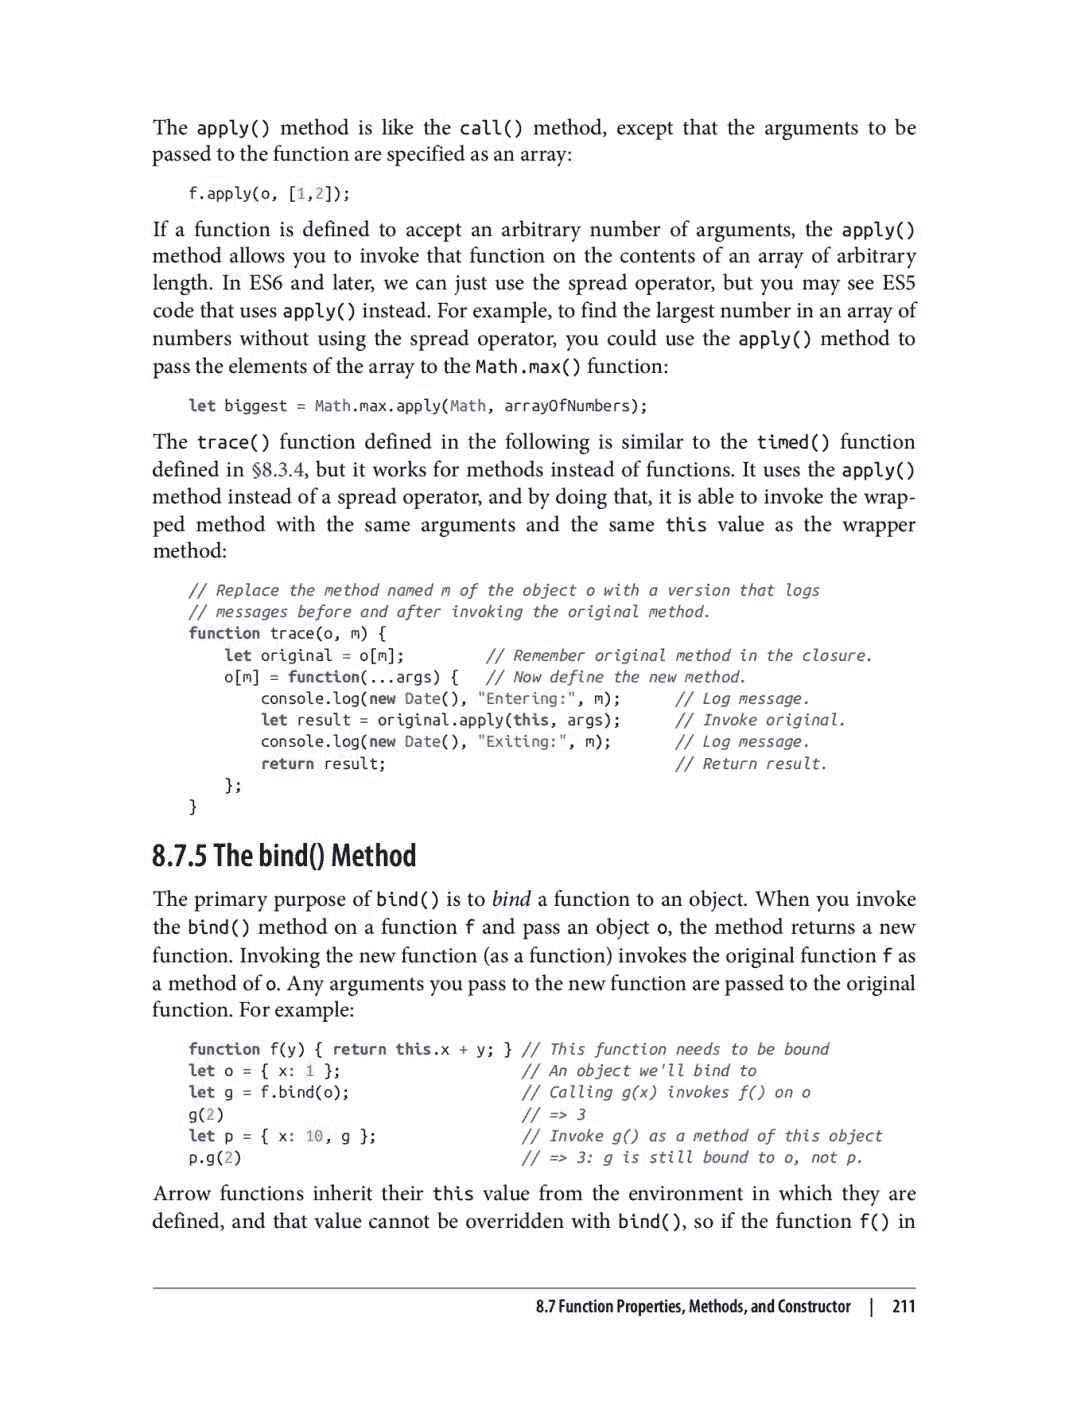 The apply() method is like the call() method, except that the arguments to be
passed to the function are specified as an array:
f.apply(o, [1,2]);
If a function is defined to accept an arbitrary number of arguments, the apply()
method allows you to invoke that function on the contents of an array of arbitrary
length. In ES6 and later, we can just use the spread operator, but you may see ES5
code that uses apply() instead. For example, to find the largest number in an array of
numbers without using the spread operator, you could use the apply() method to
pass the elements of the array to the Math.max() function:
let biggest = Math.max.apply(Math, arrayOfNumbers);
The trace() function defined in the following is similar to the timed() function
defined in §8.3.4, but it works for methods instead of functions. It uses the apply()
method instead of a spread operator, and by doing that, it is able to invoke the wrap-
ped method with the same arguments and the same this value as the wrapper
method:
// Replace the method named m of the object o with a version that logs
// messages before and after invoking the original method.
function trace(o, m) {
    let original = o[m];         // Remember original method in the closure.
    o[m] = function(...args) {   // Now define the new method.
        console.log(new Date(), "Entering:", m);      // Log message.
        let result = original.apply(this, args);      // Invoke original.
        console.log(new Date(), "Exiting:", m);       // Log message.
        return result;                                // Return result.
    };
}
8.7.5 The bind() Method
The primary purpose of bind() is to bind a function to an object. When you invoke
the bind() method on a function f and pass an object o, the method returns a new
function. Invoking the new function (as a function) invokes the original function f as
a method of o. Any arguments you pass to the new function are passed to the original
function. For example:
function f(y) { return this.x + y; } // This function needs to be bound
let o = { x: 1 };                    // An object we'll bind to
let g = f.bind(o);                   // Calling g(x) invokes f() on o
g(2)                                 // => 3
let p = { x: 10, g };                // Invoke g() as a method of this object
p.g(2)                               // => 3: g is still bound to o, not p.
Arrow functions inherit their this value from the environment in which they are
defined, and that value cannot be overridden with bind(), so if the function f() in
8.7 Function Properties, Methods, and Constructor | 211